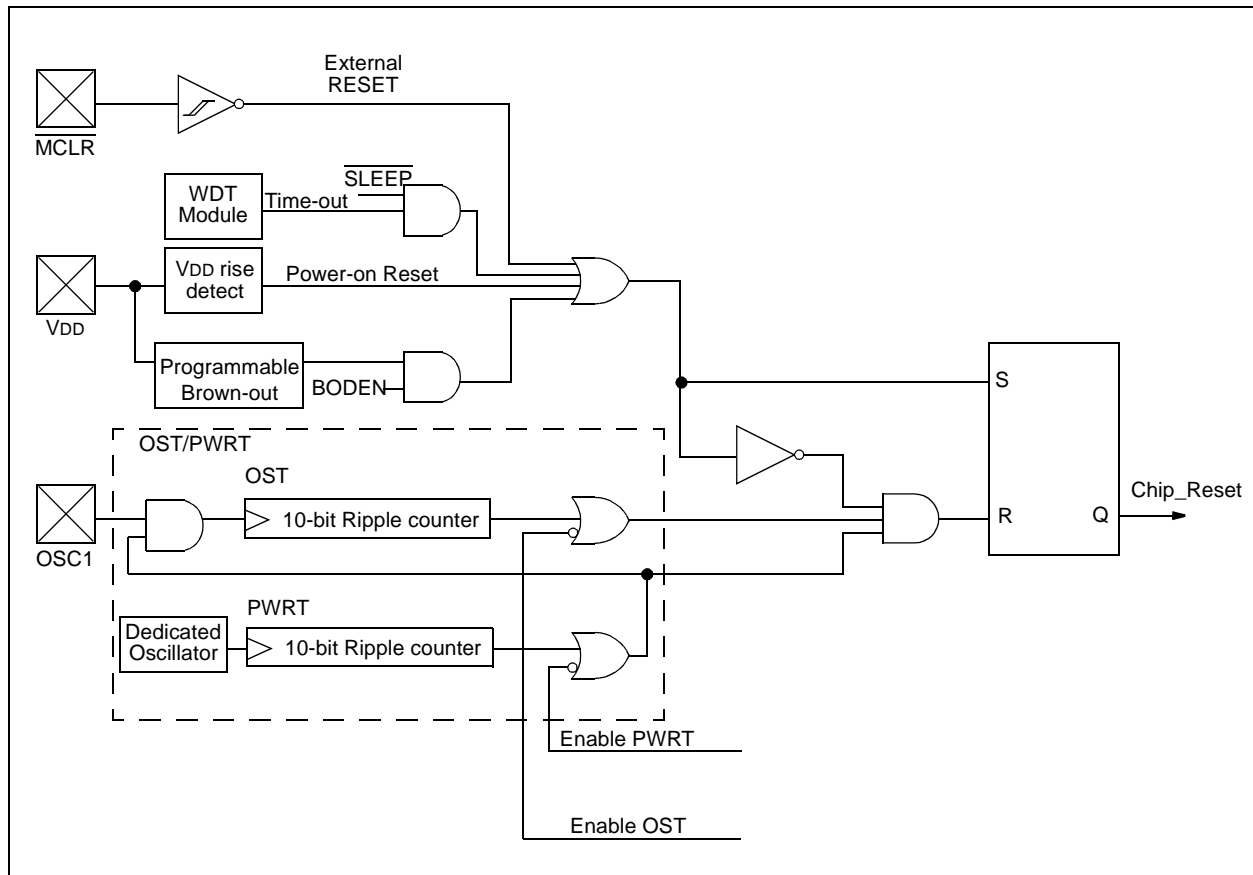 External
RESET
MCLR
SLEEP
WDT
Module
Time-out
VDD rise
detect
Power-on Reset
VDD
Programmable
Brown-out
BODEN
S
OST/PWRT
OST
10-bit Ripple counter
OSC1
Chip_Reset
R
Q
PWRT
Dedicated
Oscillator
10-bit Ripple counter
Enable PWRT
Enable OST